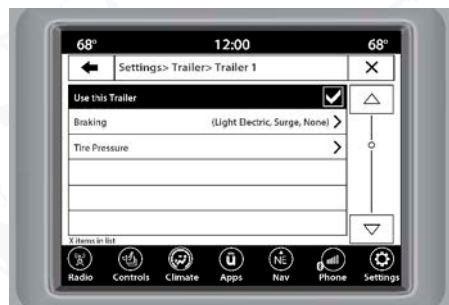 68° 12:00 68°
Settings> Trailer> Trailer 1
Use this Trailer
Braking (Light Electric, Surge, None)
Tire Pressure
X items in list
ū NE
Radio Controls Climate Apps Nav Phone Settings